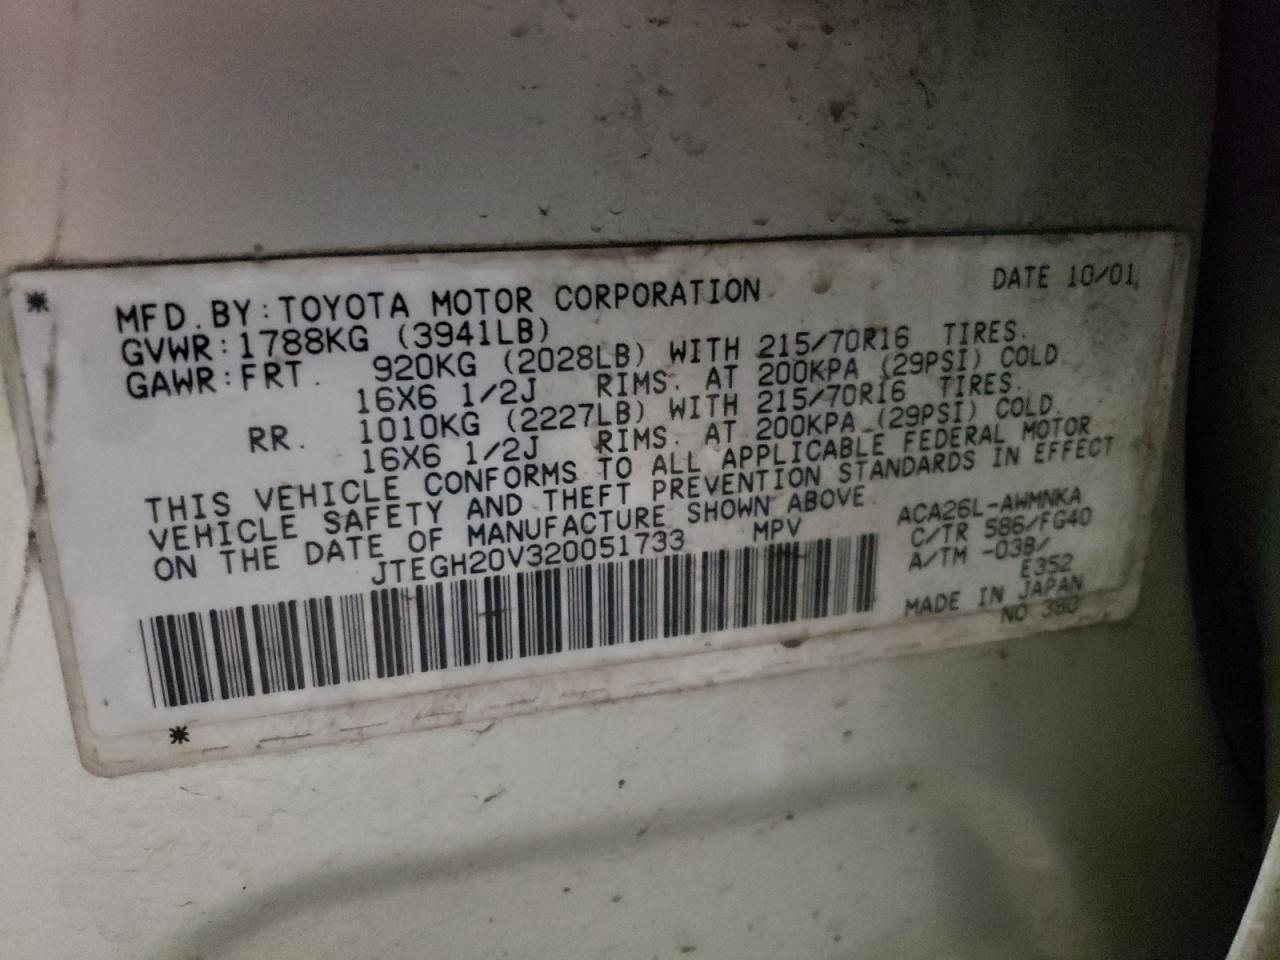 DATE 10/01
MFD. BY: TOYOTA MOTOR CORPORATION
GVWR: 1788KG (3941LB)
GAWR: FRT. 920KG (2028LB) WITH 215/70R16 TIRES.
16X6 1/2J RIMS. AT 200KPA (29PSI) COLD
RR. 1010KG (2227LB) WITH 215/70R16 TIRES.
16X6 1/2J RIMS. AT 200KPA (29PSI) COLD.
THIS VEHICLE CONFORMS TO ALL APPLICABLE FEDERAL MOTOR
VEHICLE SAFETY AND THEFT PREVENTION STANDARDS IN EFFECT
ON THE DATE OF MANUFACTURE SHOWN ABOVE.
JTEGH20V320051733 MPV
ACA26L-AWMNKA
C/TR 586/FG40
A/TM -03B/
E352
MADE IN JAPAN
NO 380